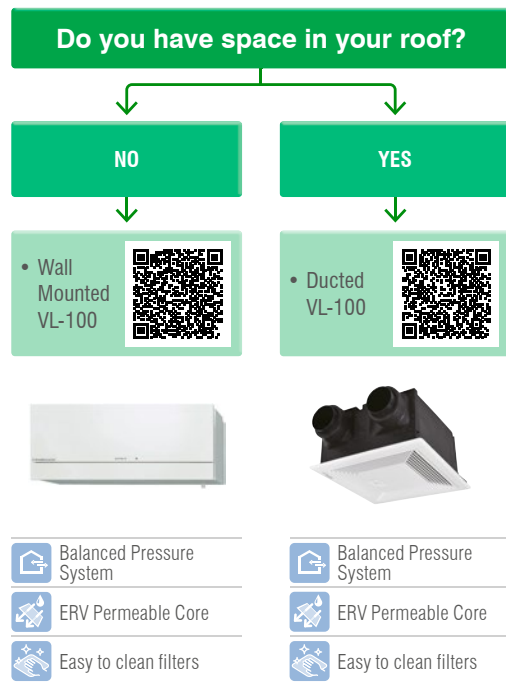 Do you have space in your roof?
NO
YES
• Wall
Mounted
VL-100
• Ducted
VL-100
Balanced Pressure
System
ERV Permeable Core
Easy to clean filters
Balanced Pressure
System
ERV Permeable Core
Easy to clean filters